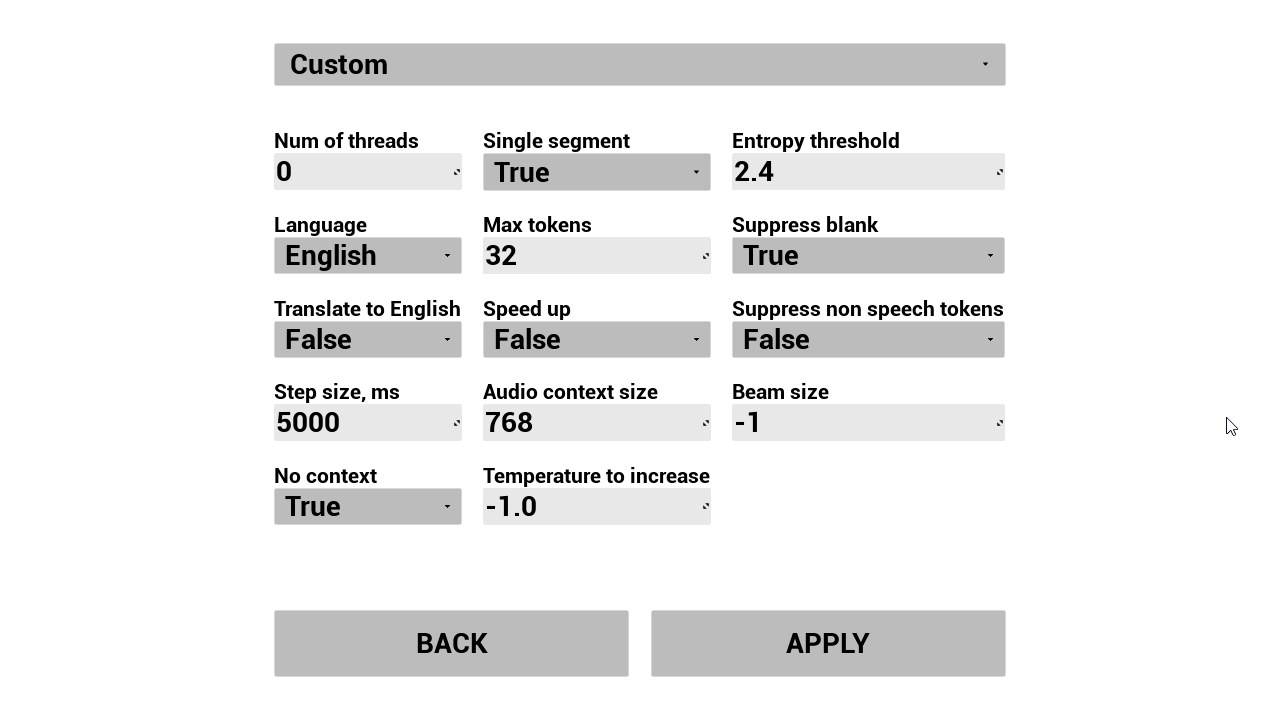 Custom
Num of threads
0
Single segment
True
Entropy threshold
2.4
Language
English
Max tokens
32
Suppress blank
True
Translate to English
False
Speed up
False
Suppress non speech tokens
False
Step size, ms
5000
Audio context size
768
Beam size
-1
No context
True
Temperature to increase
-1.0
BACK
APPLY